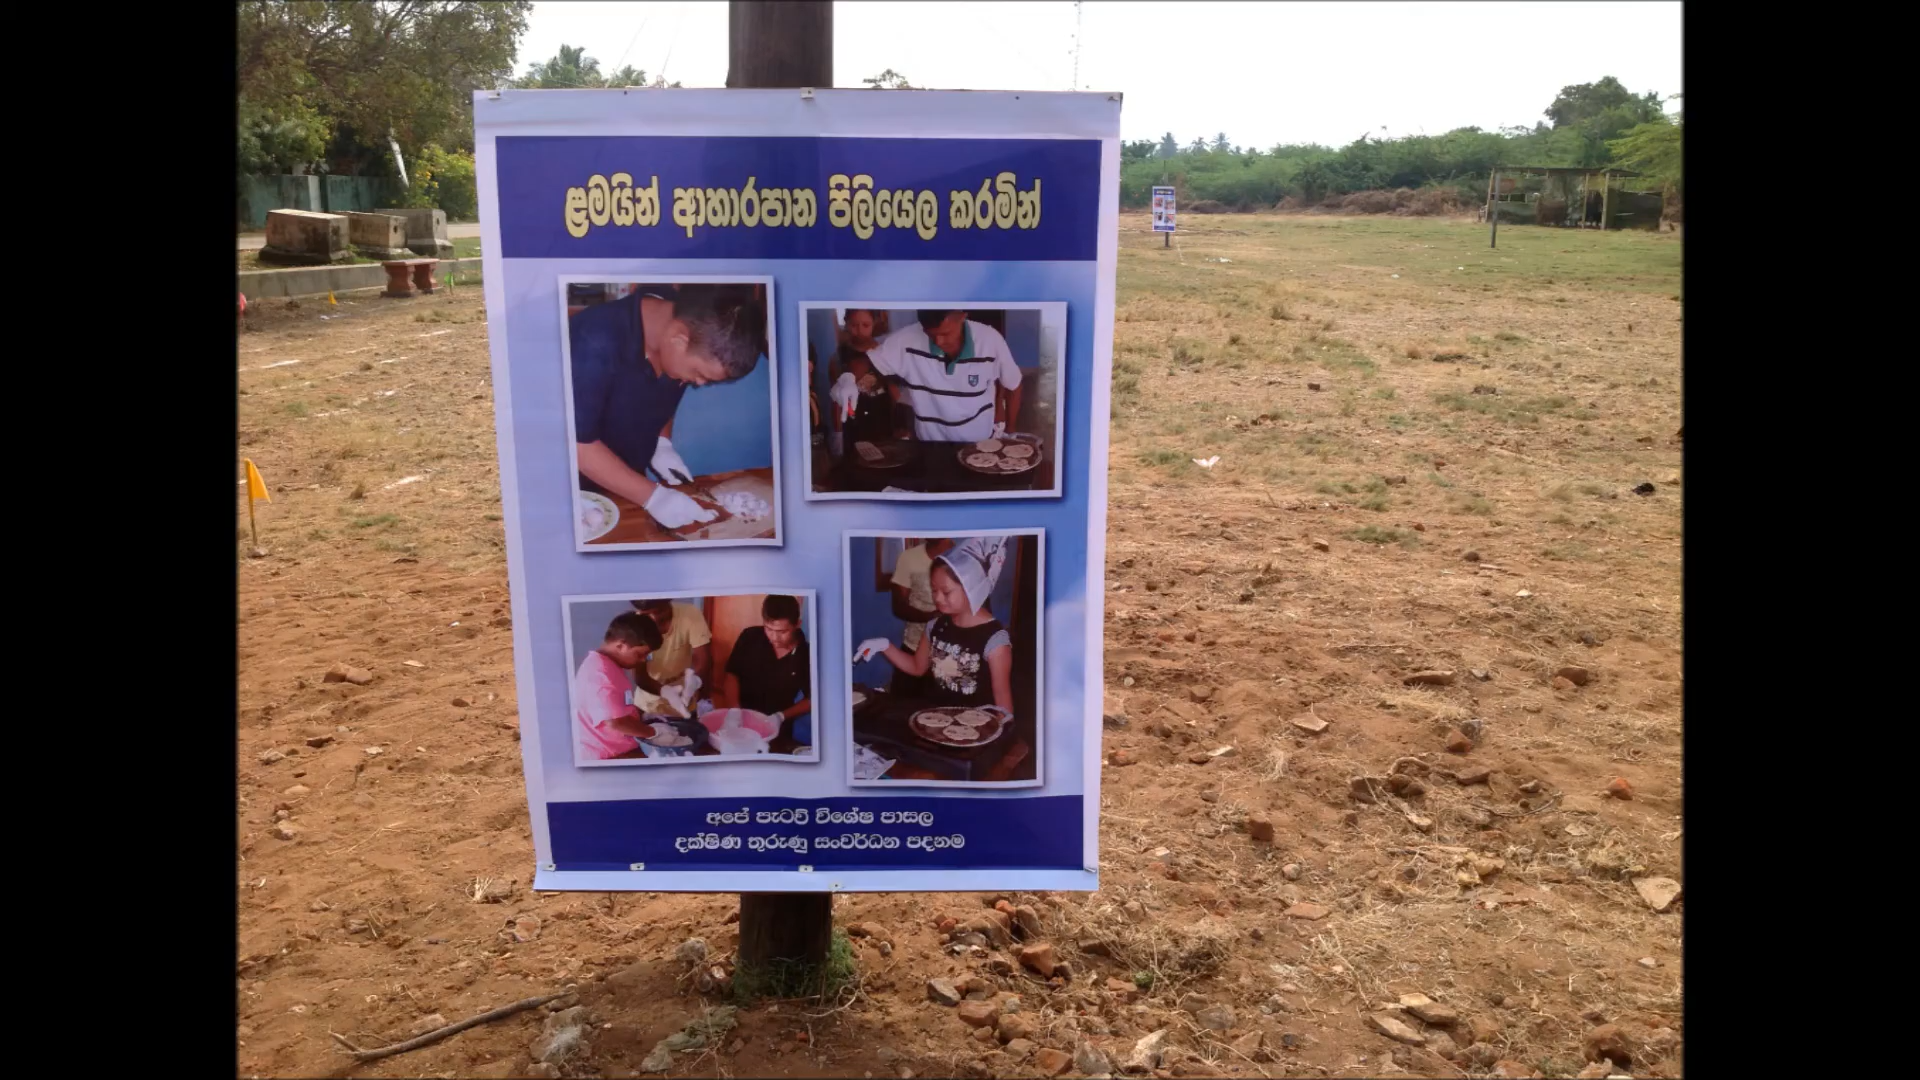 ළමයින් ආහාරපාන පිලියෙල කරමින්
අපේ පැටව් විශේෂ පාසල
දක්ෂිණ තුරුණු සංවර්ධන පදනම